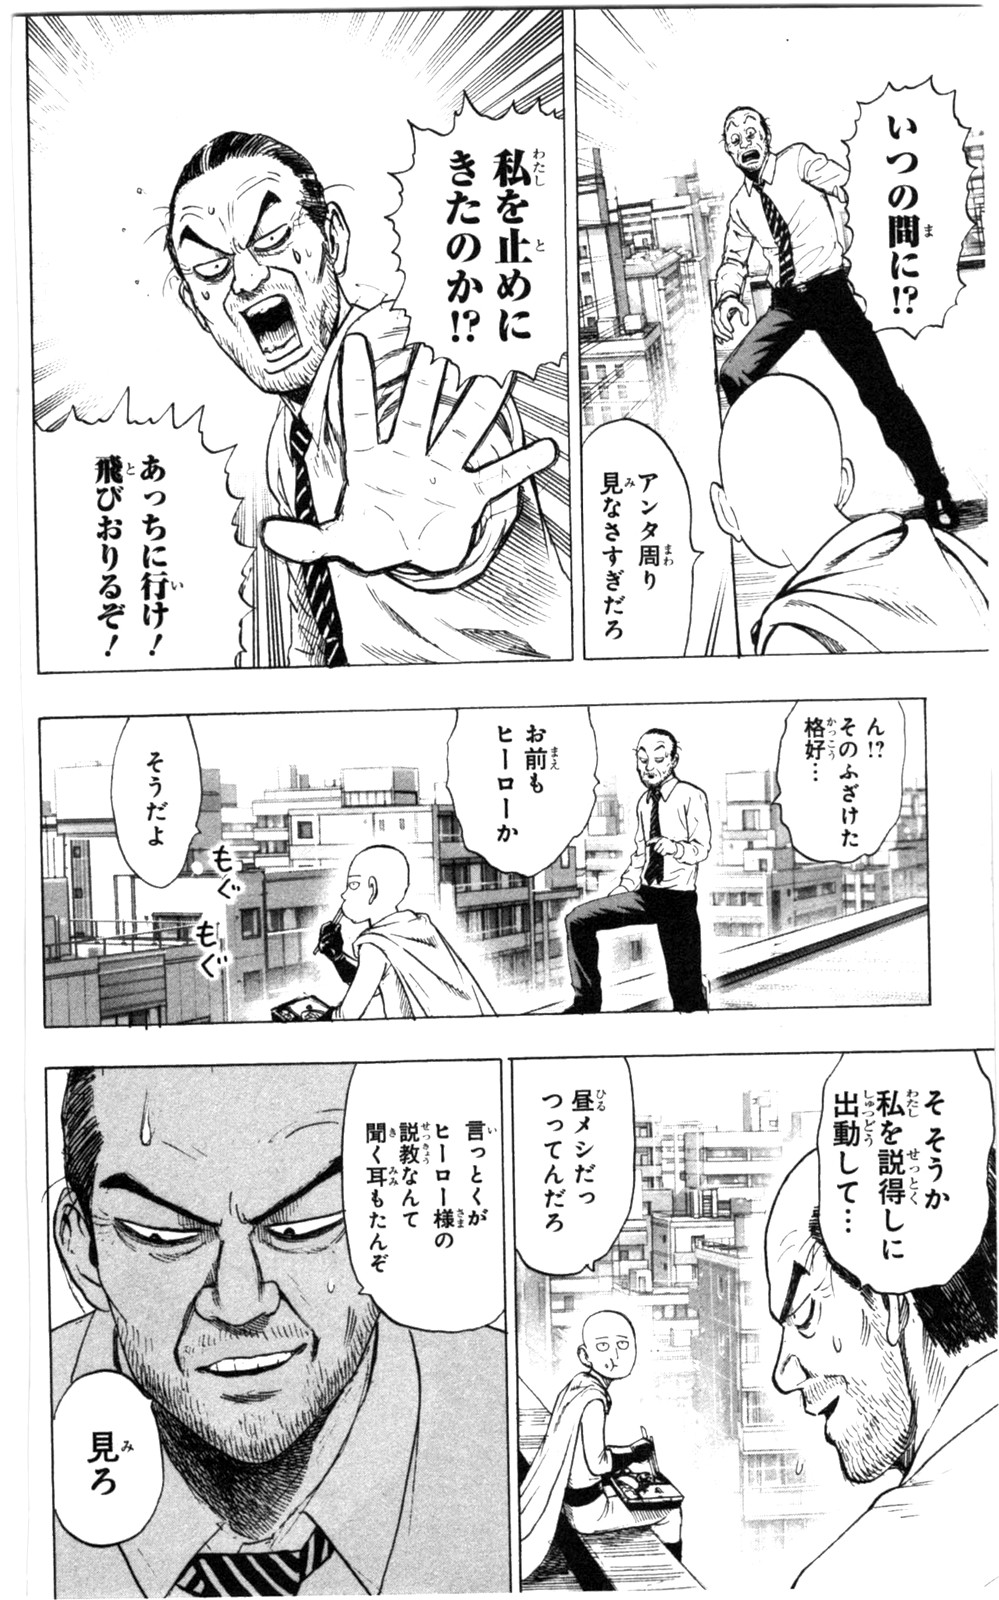 いつの間に!?
アンタ周り
見なさすぎだろ
私を止めに
きたのか!?
あっちに行け！
飛びおりるぞ！
ん!?
そのふざけた
格好…
お前も
ヒーローか
そうだよ
もぐ
もぐ
そ そうか
私を説得しに
出動して…
昼メシだっ
つってんだろ
言っとくが
ヒーロー様の
説教なんて
聞く耳もたんぞ
見ろ